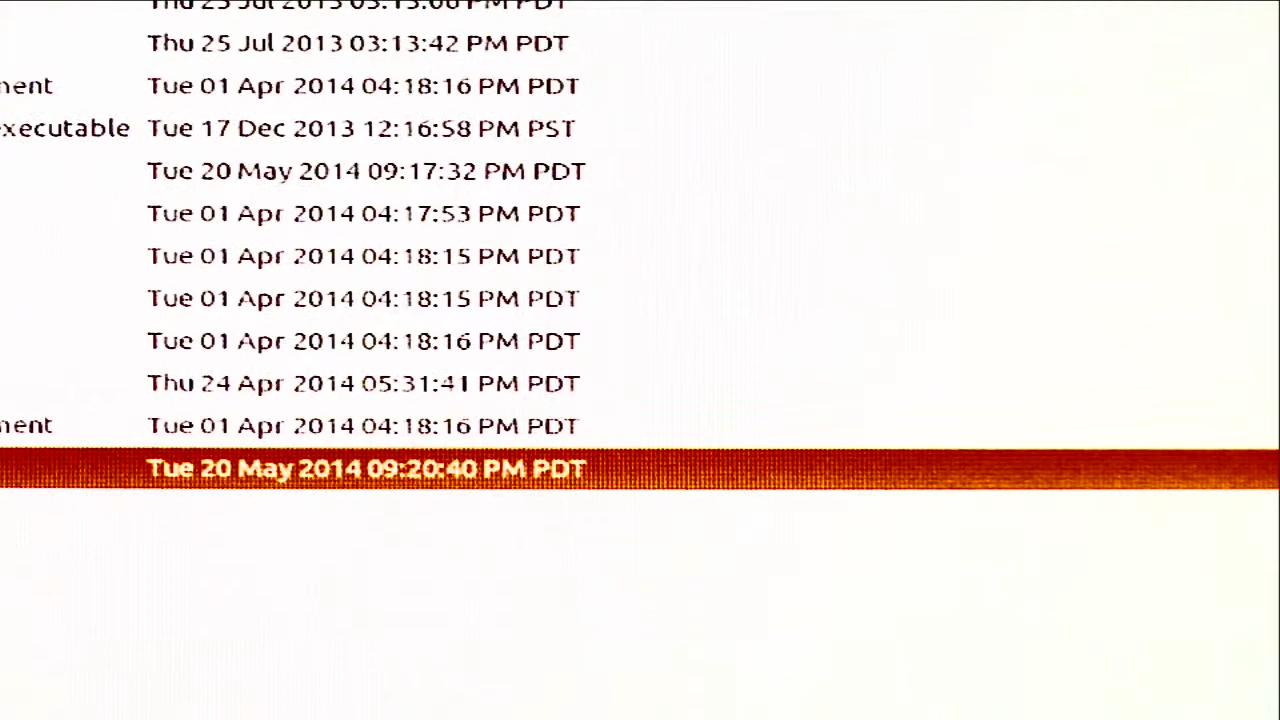 Thu 25 Jul 2013 03:13:42 PM PDT
nent Tue 01 Apr 2014 04:18:16 PM PDT
executable Tue 17 Dec 2013 12:16:58 PM PST
Tue 20 May 2014 09:17:32 PM PDT
Tue 01 Apr 2014 04:17:53 PM PDT
Tue 01 Apr 2014 04:18:15 PM PDT
Tue 01 Apr 2014 04:18:15 PM PDT
Tue 01 Apr 2014 04:18:16 PM PDT
Thu 24 Apr 2014 05:31:41 PM PDT
nent Tue 01 Apr 2014 04:18:16 PM PDT
Tue 20 May 2014 09:20:40 PM PDT